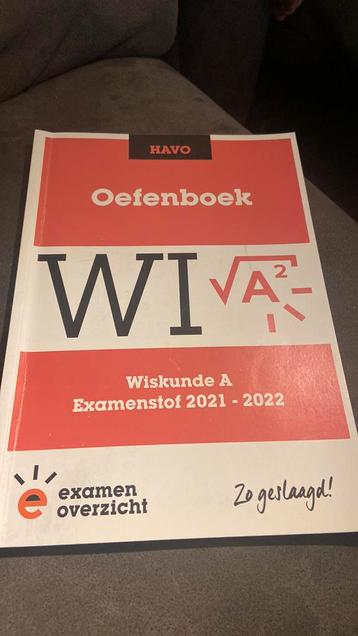 HAVO
Oefenboek
WI √A²
Wiskunde A
Examenstof 2021 - 2022
e examen
overzicht
Zo geslaagd!